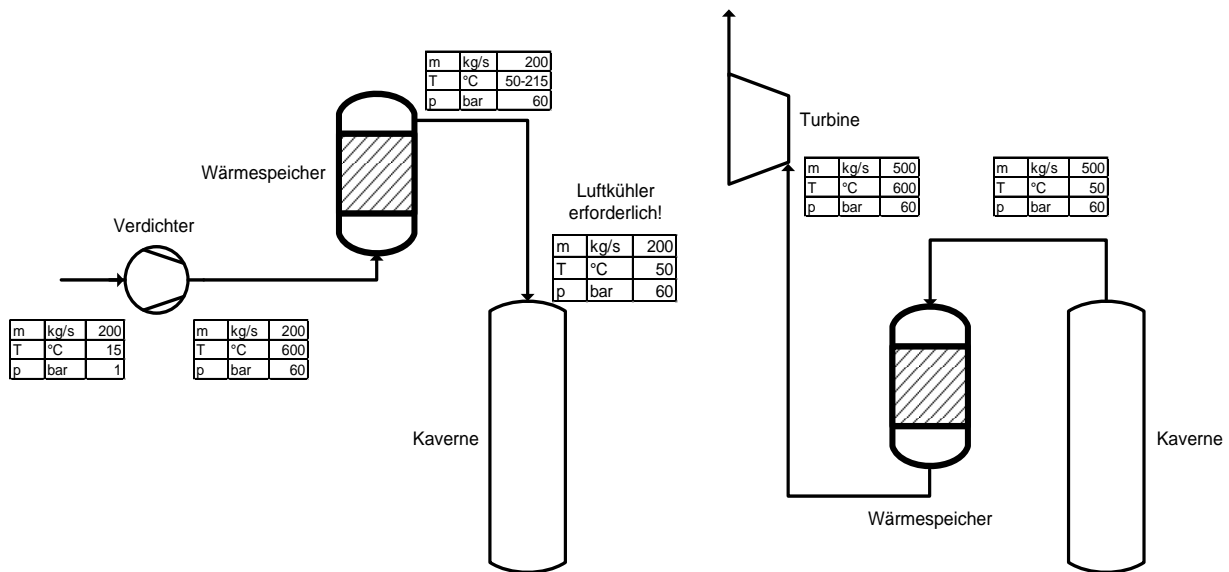 m kg/s 200
T °C 50-215
p bar 60
Wärmespeicher
Luftkühler
erforderlich!
m kg/s 200
T °C 50
p bar 60
Verdichter
m kg/s 200
T °C 15
p bar 1
m kg/s 200
T °C 600
p bar 60
Kaverne
Turbine
m kg/s 500
T °C 600
p bar 60
m kg/s 500
T °C 50
p bar 60
Kaverne
Wärmespeicher